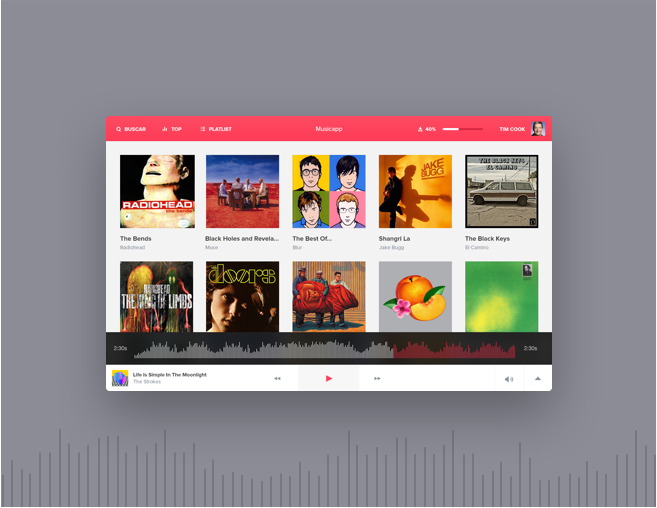 BUSCAR
TOP
PLATLIST
Musicapp
40%
TIM COOK
RADIOHEAD
the bends
JAKE
BUGG
THE BLACK KEYS
EL CAMINO
The Bends
Radiohead
Black Holes and Revela...
Muse
The Best Of...
Blur
Shangri La
Jake Bugg
The Black Keys
El Camino
RADIOHEAD
THE KING OF LIMBS
doors
2:30s
2:30s
Life Is Simple In The Moonlight
The Strokes